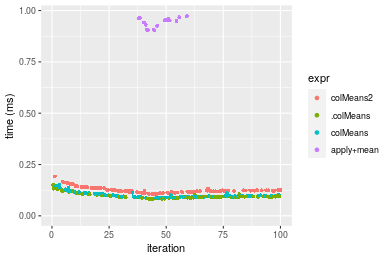 1.00
0.75
0.50
0.25
0.00
time (ms)
0
25
50
75
100
iteration
expr
colMeans2
.colMeans
colMeans
apply+mean